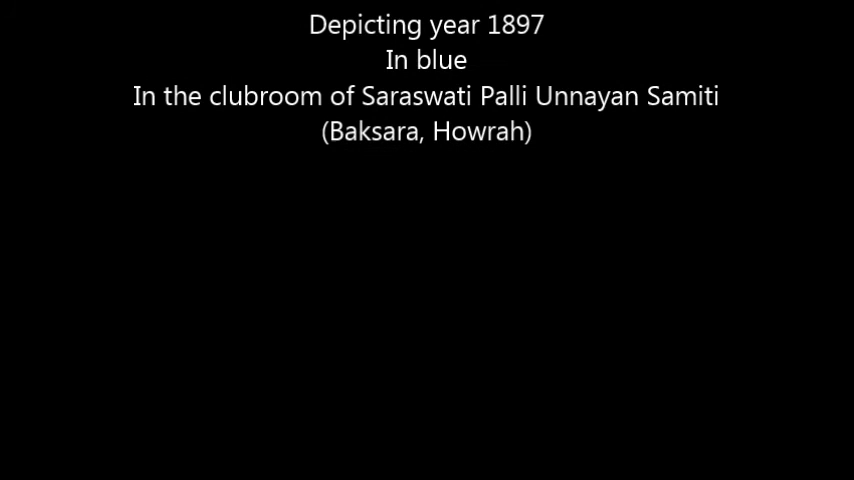 Depicting year 1897
In blue
In the clubroom of Saraswati Palli Unnayan Samiti
(Baksara, Howrah)